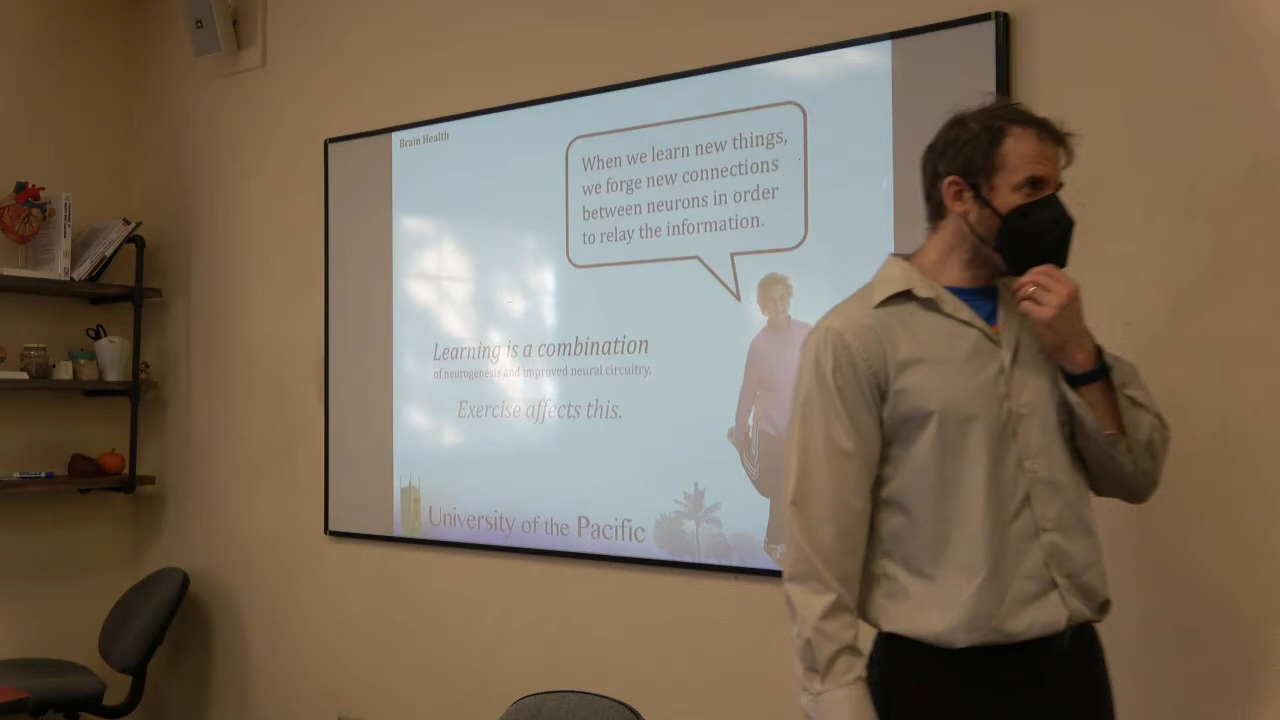 Brain Health
When we learn new things,
we forge new connections
between neurons in order
to relay the information.
Learning is a combination
of neurogenesis and improved neural circuitry.
Exercise affects this.
University of the Pacific